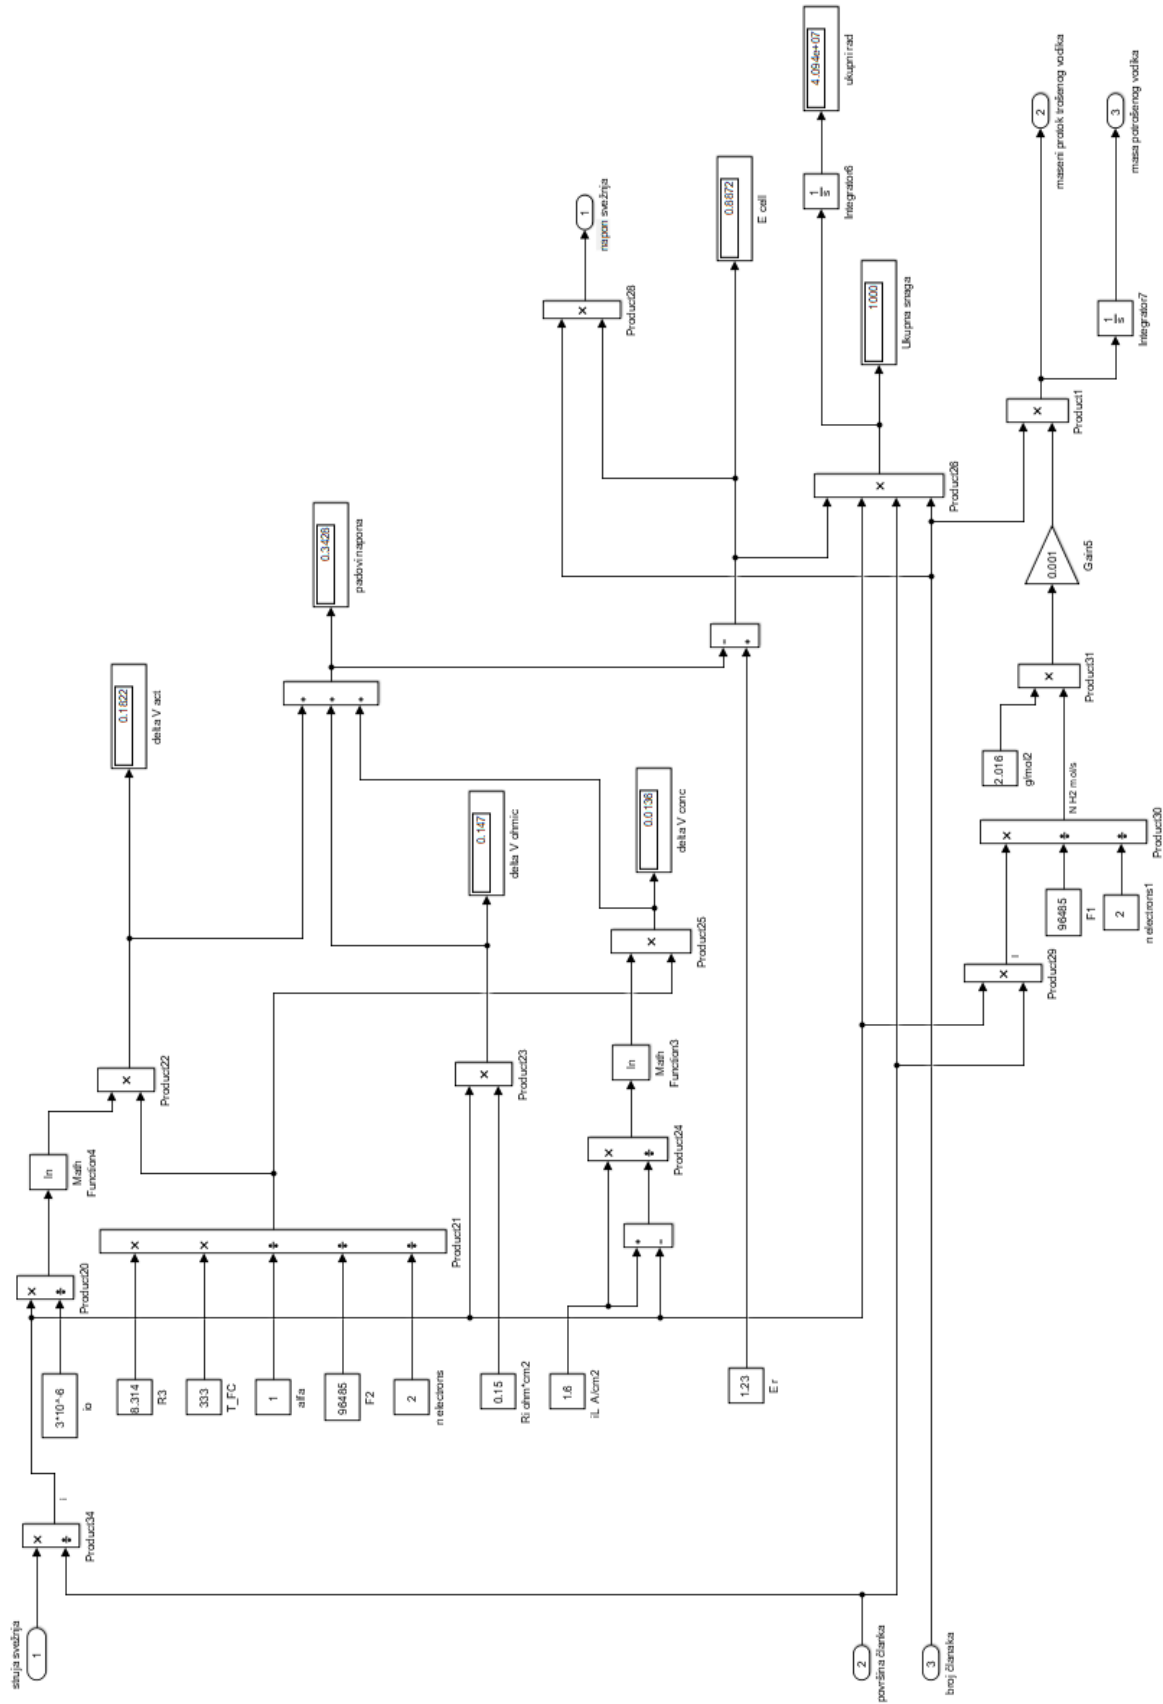 struja svežnja
1
površina članka
2
broj članaka
3
Product34
i
3*10^-6
io
8.314
R3
333
T_FC
1
alfa
96485
F2
2
n electrons
0.15
Ri ohm*cm2
1.6
iL A/cm2
1.23
Er
Product20
Product21
ln
Math
Function4
Product22
Product23
Product24
ln
Math
Function3
Product25
0.1822
delta V act
0.147
delta V ohmic
0.0136
delta V conc
0.3428
padovi napona
Product28
1
napon svežnja
0.8872
E cell
Product26
1000
Ukupna snaga
1
s
Integrator6
4.094e+07
ukupni rad
Product29
I
96485
F1
2
n electrons1
Product30
N H2 mol/s
2.016
g/mol2
Product31
0.001
Gain5
Product1
1
s
Integrator7
2
maseni protok trošenog vodika
3
masa potrošenog vodika